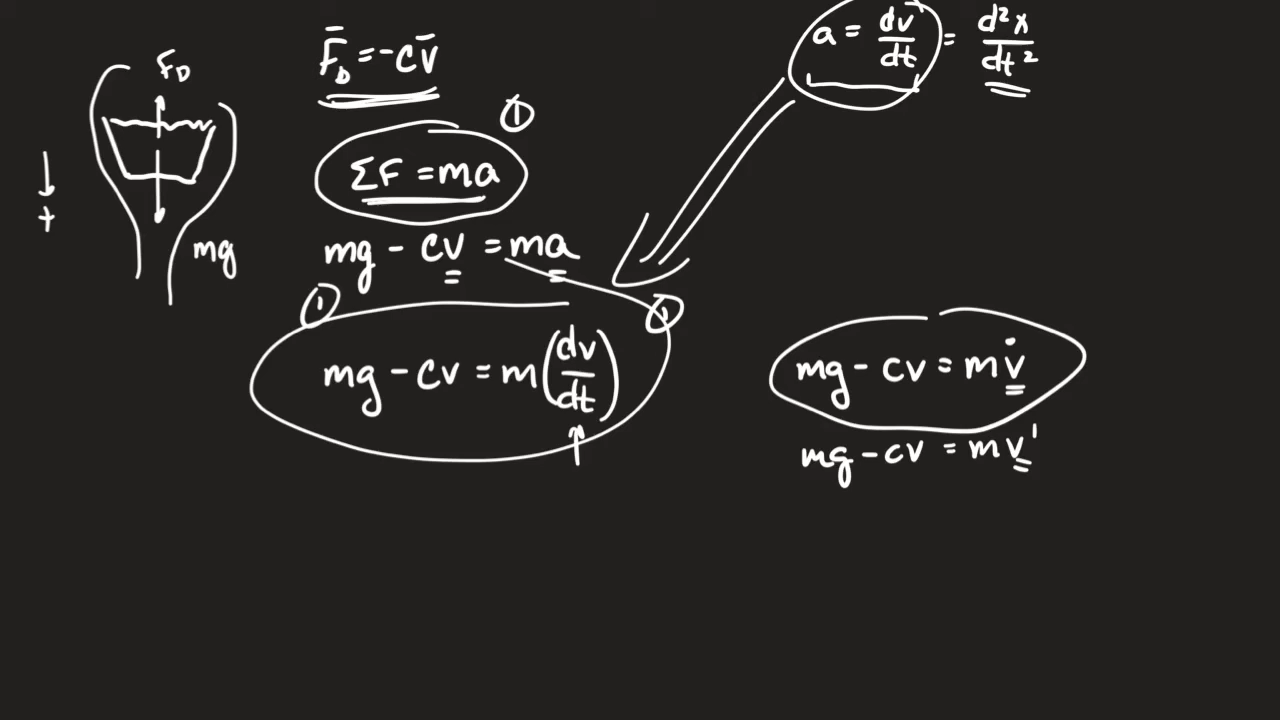 a = dv/dt = d²x/dt²
F_D
F̄_D = -cv̄
①
ΣF = ma
+
mg
mg - cv = ma
① ①
mg - cv = m(dv/dt)
mg - cv = mv̇
mg - cv = mv'